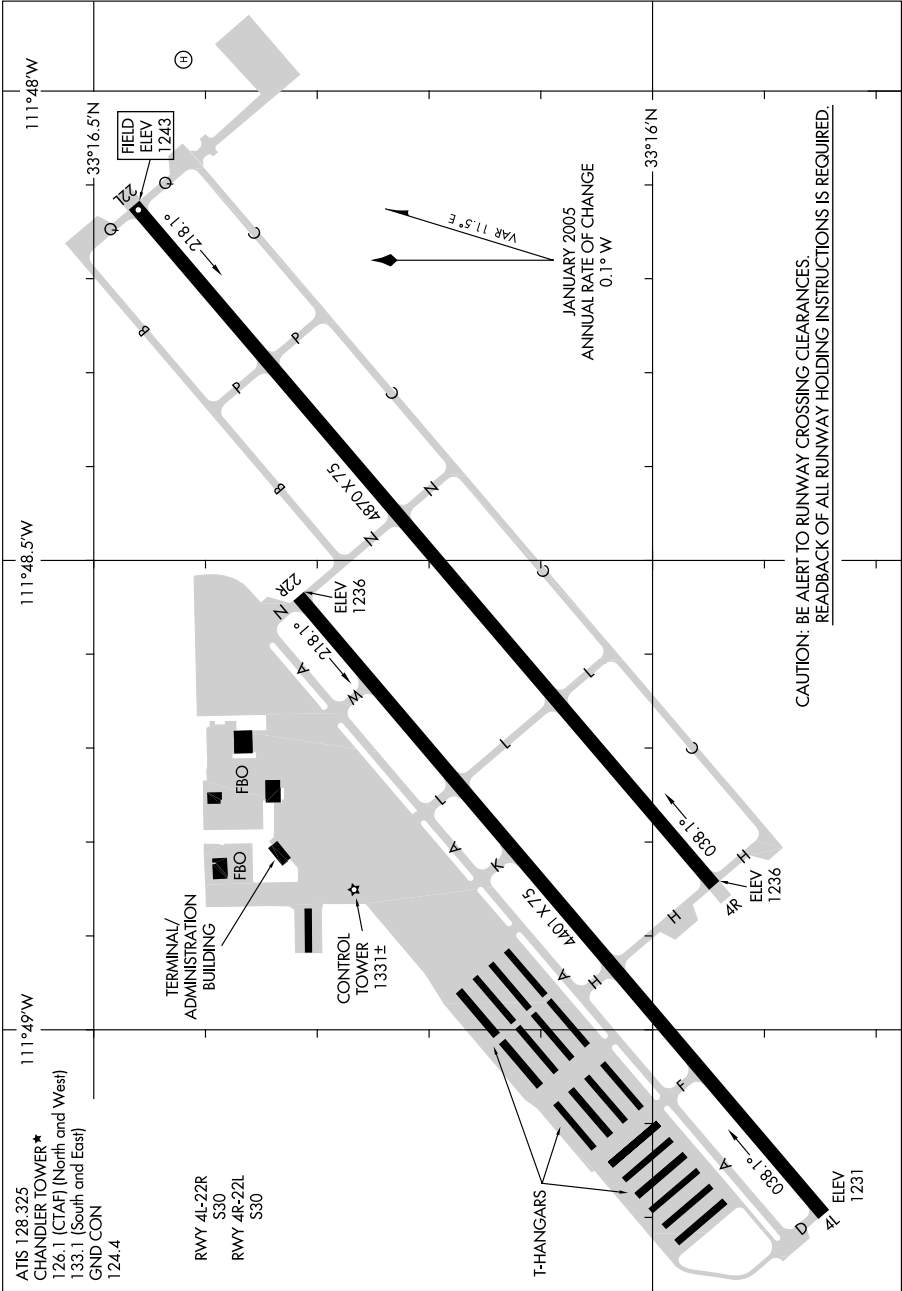 ATIS 128.325
CHANDLER TOWER★
126.1 (CTAF) (North and West)
133.1 (South and East)
GND CON
124.4
RWY 4L-22R
S30
RWY 4R-22L
S30
111°49'W
111°48.5'W
111°48'W
33°16.5'N
33°16'N
FIELD
ELEV
1243
22L
218.1°
Q
Q
H
B
B
C
C
C
C
P
P
N
N
N
4870 X 75
22R
ELEV
1236
218.1°
A
W
L
L
L
A
K
4401 X 75
A
H
H
H
F
A
D
4L
038.1°
ELEV
1231
4R
038.1°
ELEV
1236
FBO
FBO
TERMINAL/
ADMINISTRATION
BUILDING
CONTROL
TOWER
1331±
T-HANGARS
VAR 11.5° E
JANUARY 2005
ANNUAL RATE OF CHANGE
0.1° W
CAUTION: BE ALERT TO RUNWAY CROSSING CLEARANCES.
READBACK OF ALL RUNWAY HOLDING INSTRUCTIONS IS REQUIRED.